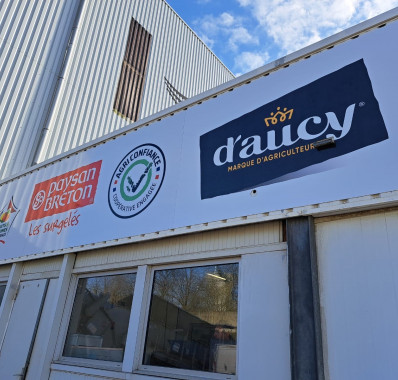 paysan
BRETON
Les surgelés
AGRI CONFIANCE
COOPÉRATIVE ENGAGÉE
d'aucy
MARQUE D'AGRICULTEURS